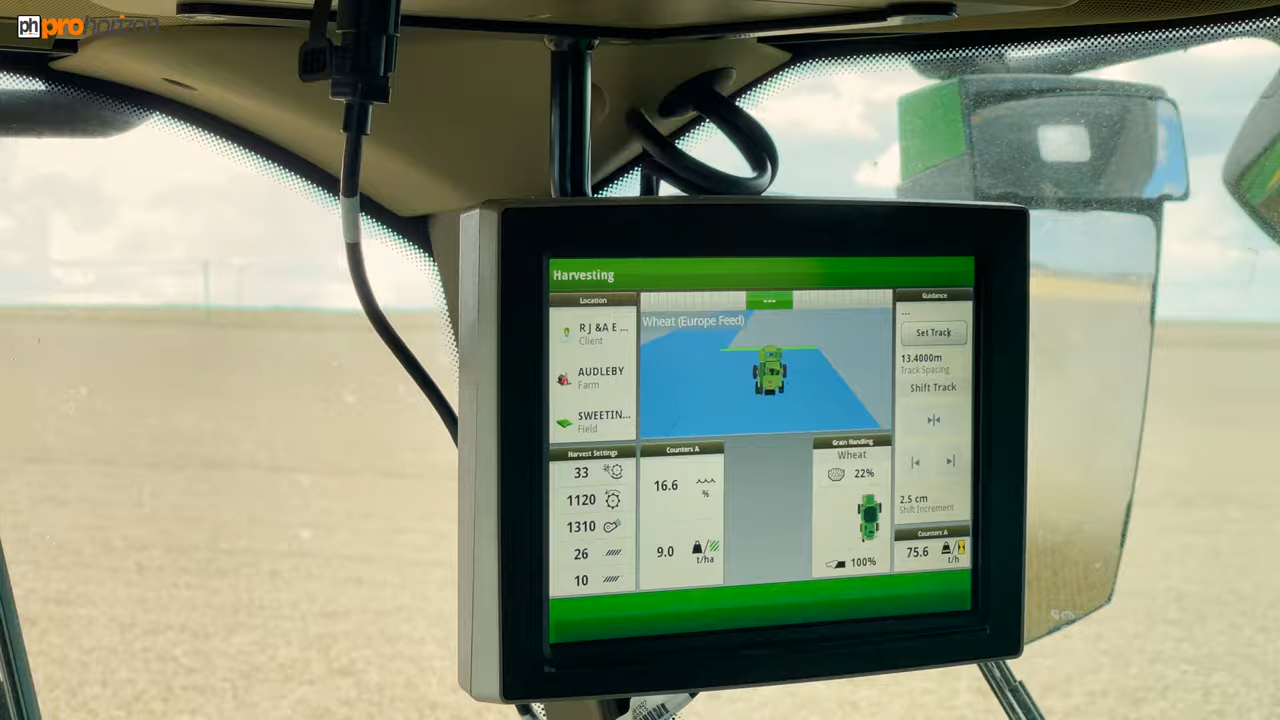 ph prohorizon
Harvesting
Location
R J &A E ...
Client
AUDLEBY
Farm
SWEETIN...
Field
Wheat (Europe Feed)
---
Guidance
---
Set Track
13.4000m
Track Spacing
Shift Track
2.5 cm
Shift Increment
Harvest Settings
33
1120
1310
26
10
Counters A
16.6
%
9.0
t/ha
Grain Handling
Wheat
22%
100%
Counters A
75.6
t/h